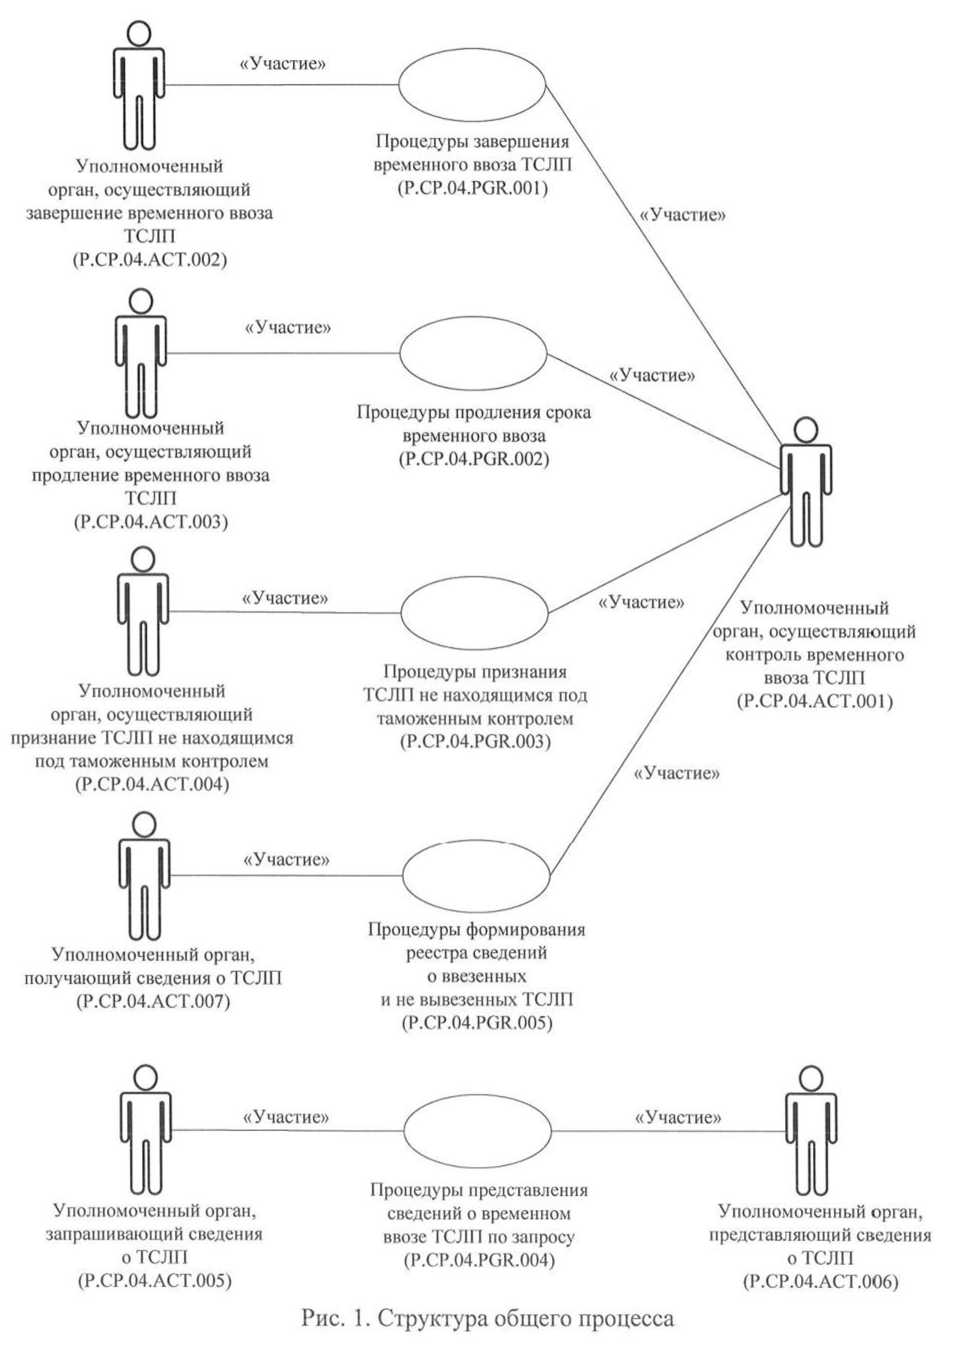 «Участие»
Уполномоченный
орган, осуществляющий
завершение временного ввоза
ТСЛП
(P.CP.04.ACT.002)
Процедуры завершения
временного ввоза ТСЛП
(P.CP.04.PGR.001)
«Участие»
«Участие»
Уполномоченный
орган, осуществляющий
продление временного ввоза
ТСЛП
(P.CP.04.ACT.003)
Процедуры продления срока
временного ввоза
(P.CP.04.PGR.002)
«Участие»
«Участие»
Уполномоченный
орган, осуществляющий
признание ТСЛП не находящимся
под таможенным контролем
(P.CP.04.ACT.004)
Процедуры признания
ТСЛП не находящимся под
таможенным контролем
(P.CP.04.PGR.003)
«Участие»
Уполномоченный
орган, осуществляющий
контроль временного
ввоза ТСЛП
(P.CP.04.ACT.001)
«Участие»
«Участие»
Уполномоченный орган,
получающий сведения о ТСЛП
(P.CP.04.ACT.007)
Процедуры формирования
реестра сведений
о ввезенных
и не вывезенных ТСЛП
(P.CP.04.PGR.005)
«Участие»
«Участие»
Уполномоченный орган,
запрашивающий сведения
о ТСЛП
(P.CP.04.ACT.005)
Процедуры представления
сведений о временном
ввозе ТСЛП по запросу
(P.CP.04.PGR.004)
Уполномоченный орган,
представляющий сведения
о ТСЛП
(P.CP.04.ACT.006)
Рис. 1. Структура общего процесса